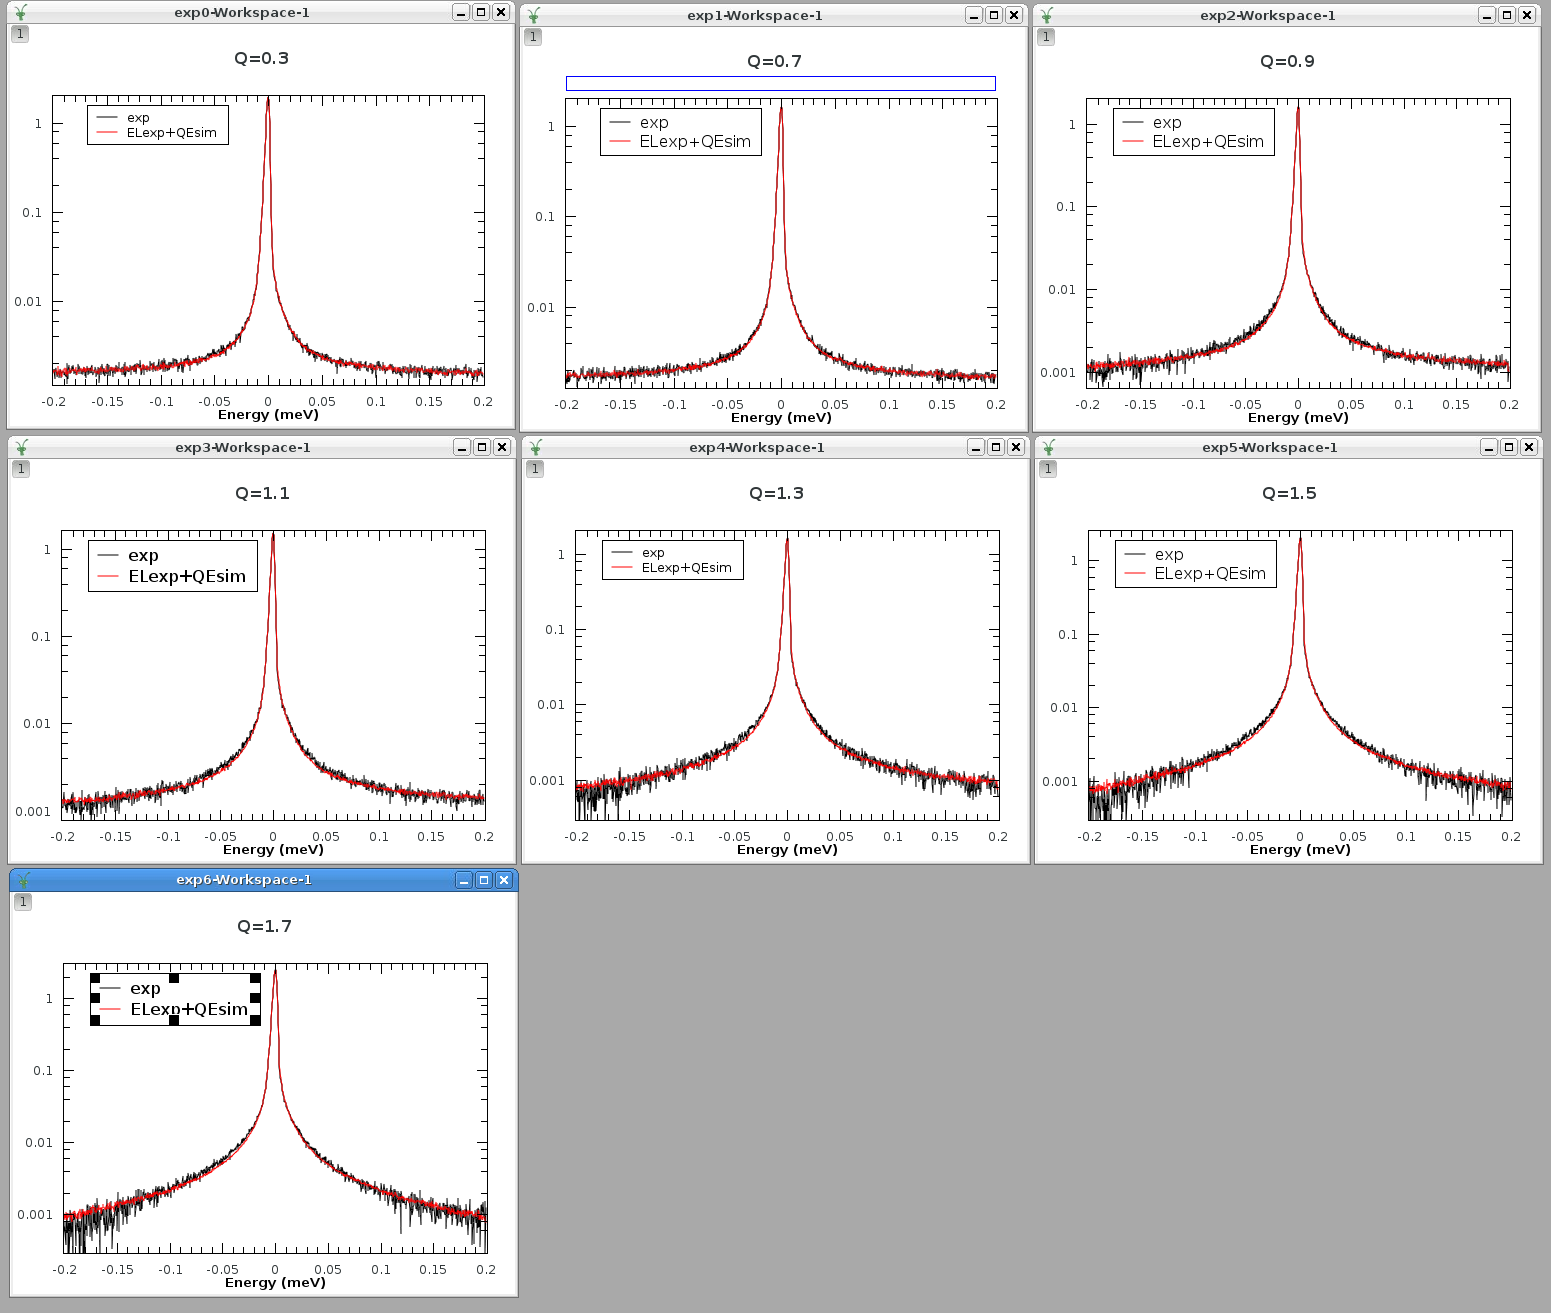 exp0-Workspace-1
1
Q=0.3
exp
ELexp+QEsim
1
0.1
0.01
-0.2 -0.15 -0.1 -0.05 0 0.05 0.1 0.15 0.2
Energy (meV)
exp1-Workspace-1
1
Q=0.7
exp
ELexp+QEsim
1
0.1
0.01
-0.2 -0.15 -0.1 -0.05 0 0.05 0.1 0.15 0.2
Energy (meV)
exp2-Workspace-1
1
Q=0.9
exp
ELexp+QEsim
1
0.1
0.01
0.001
-0.2 -0.15 -0.1 -0.05 0 0.05 0.1 0.15 0.2
Energy (meV)
exp3-Workspace-1
1
Q=1.1
exp
ELexp+QEsim
1
0.1
0.01
0.001
-0.2 -0.15 -0.1 -0.05 0 0.05 0.1 0.15 0.2
Energy (meV)
exp4-Workspace-1
1
Q=1.3
exp
ELexp+QEsim
1
0.1
0.01
0.001
-0.2 -0.15 -0.1 -0.05 0 0.05 0.1 0.15 0.2
Energy (meV)
exp5-Workspace-1
1
Q=1.5
exp
ELexp+QEsim
1
0.1
0.01
0.001
-0.2 -0.15 -0.1 -0.05 0 0.05 0.1 0.15 0.2
Energy (meV)
exp6-Workspace-1
1
Q=1.7
exp
ELexp+QEsim
1
0.1
0.01
0.001
-0.2 -0.15 -0.1 -0.05 0 0.05 0.1 0.15 0.2
Energy (meV)